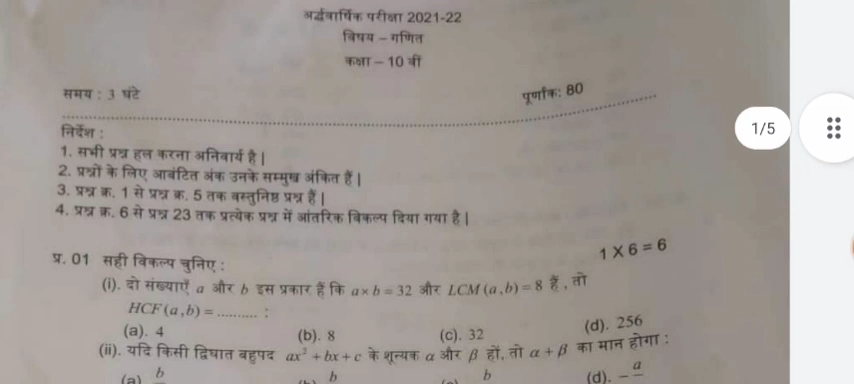 अर्द्धवार्षिक परीक्षा 2021-22
विषय – गणित
कक्षा – 10 वीं
समय : 3 घंटे
पूर्णांक: 80
निर्देश :
1. सभी प्रश्न हल करना अनिवार्य है |
2. प्रश्नों के लिए आवंटित अंक उनके सम्मुख अंकित हैं |
3. प्रश्न क्र. 1 से प्रश्न क्र. 5 तक वस्तुनिष्ठ प्रश्न हैं |
4. प्रश्न क्र. 6 से प्रश्न 23 तक प्रत्येक प्रश्न में आंतरिक विकल्प दिया गया है |
प्र. 01 सही विकल्प चुनिए : 1 X 6 = 6
(i). दो संख्याएँ a और b इस प्रकार हैं कि a×b = 32 और LCM (a,b) = 8 हैं , तो
HCF (a,b) = .......... :
(a). 4 (b). 8 (c). 32 (d). 256
(ii). यदि किसी द्विघात बहुपद ax² + bx + c के शून्यक α और β हों, तो α + β का मान होगा :
(a) b b b (d). – a
1/5